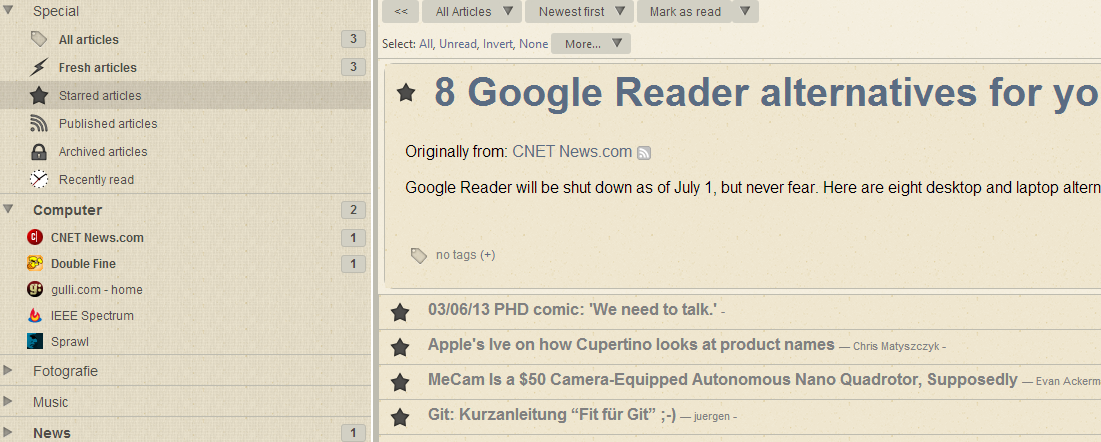 Special
All articles 3
Fresh articles 3
Starred articles
Published articles
Archived articles
Recently read
Computer 2
CNET News.com 1
Double Fine 1
gulli.com - home
IEEE Spectrum
Sprawl
Fotografie
Music
News 1
<< All Articles Newest first Mark as read
Select: All, Unread, Invert, None More...
8 Google Reader alternatives for yo
Originally from: CNET News.com
Google Reader will be shut down as of July 1, but never fear. Here are eight desktop and laptop altern
no tags (+)
03/06/13 PHD comic: 'We need to talk.' -
Apple's Ive on how Cupertino looks at product names — Chris Matyszczyk -
MeCam Is a $50 Camera-Equipped Autonomous Nano Quadrotor, Supposedly — Evan Ackerm
Git: Kurzanleitung “Fit für Git” ;-) — juergen -